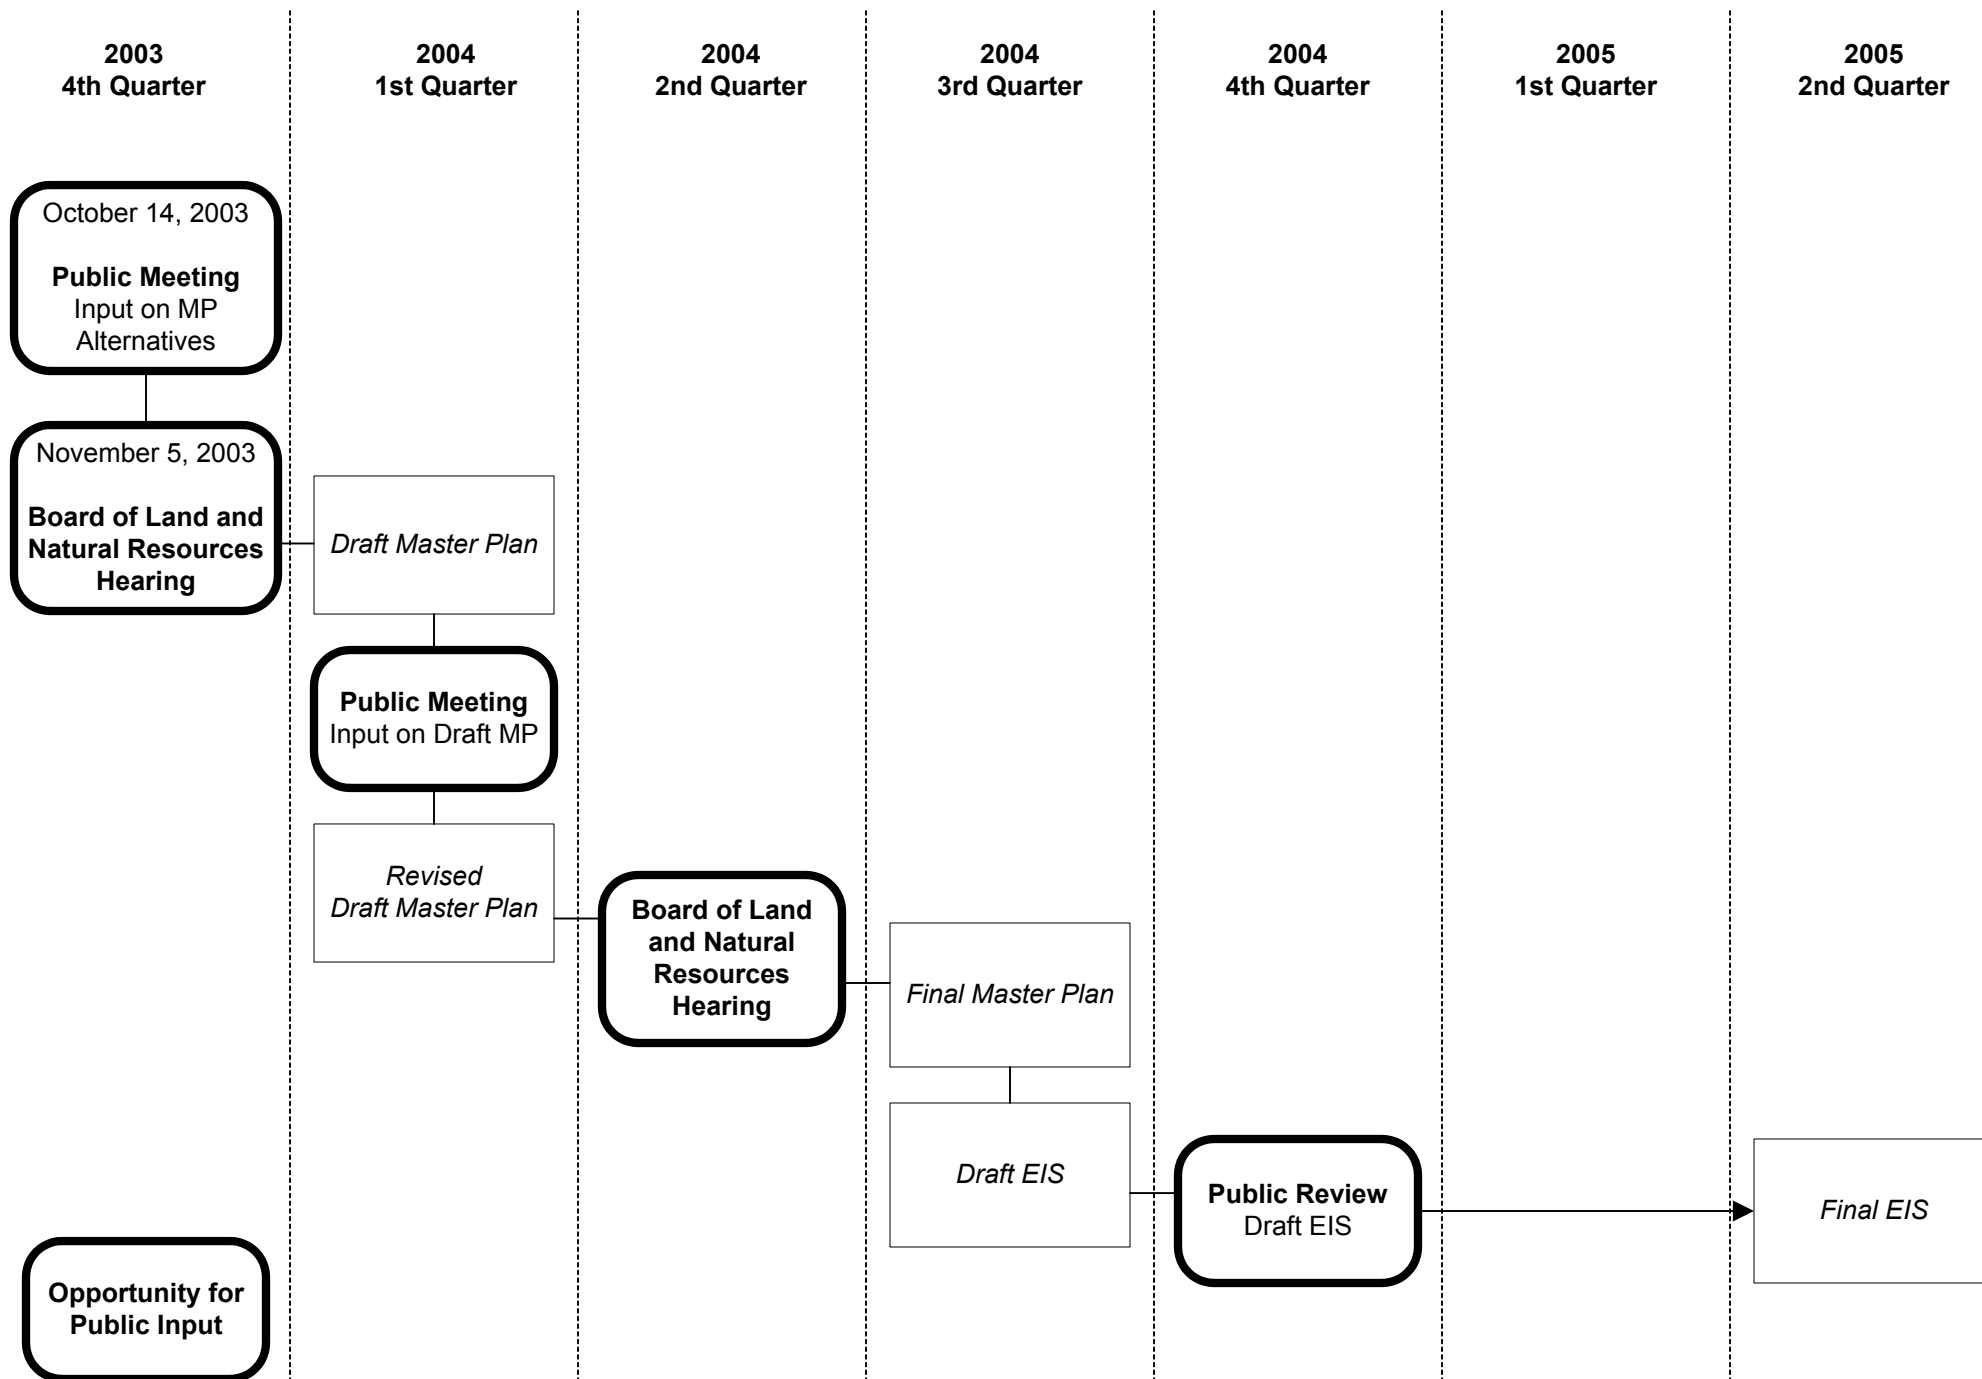 2003
4th Quarter
2004
1st Quarter
2004
2nd Quarter
2004
3rd Quarter
2004
4th Quarter
2005
1st Quarter
2005
2nd Quarter
October 14, 2003
Public Meeting
Input on MP
Alternatives
November 5, 2003
Board of Land and
Natural Resources
Hearing
Draft Master Plan
Public Meeting
Input on Draft MP
Revised
Draft Master Plan
Board of Land
and Natural
Resources
Hearing
Final Master Plan
Draft EIS
Public Review
Draft EIS
Final EIS
Opportunity for
Public Input